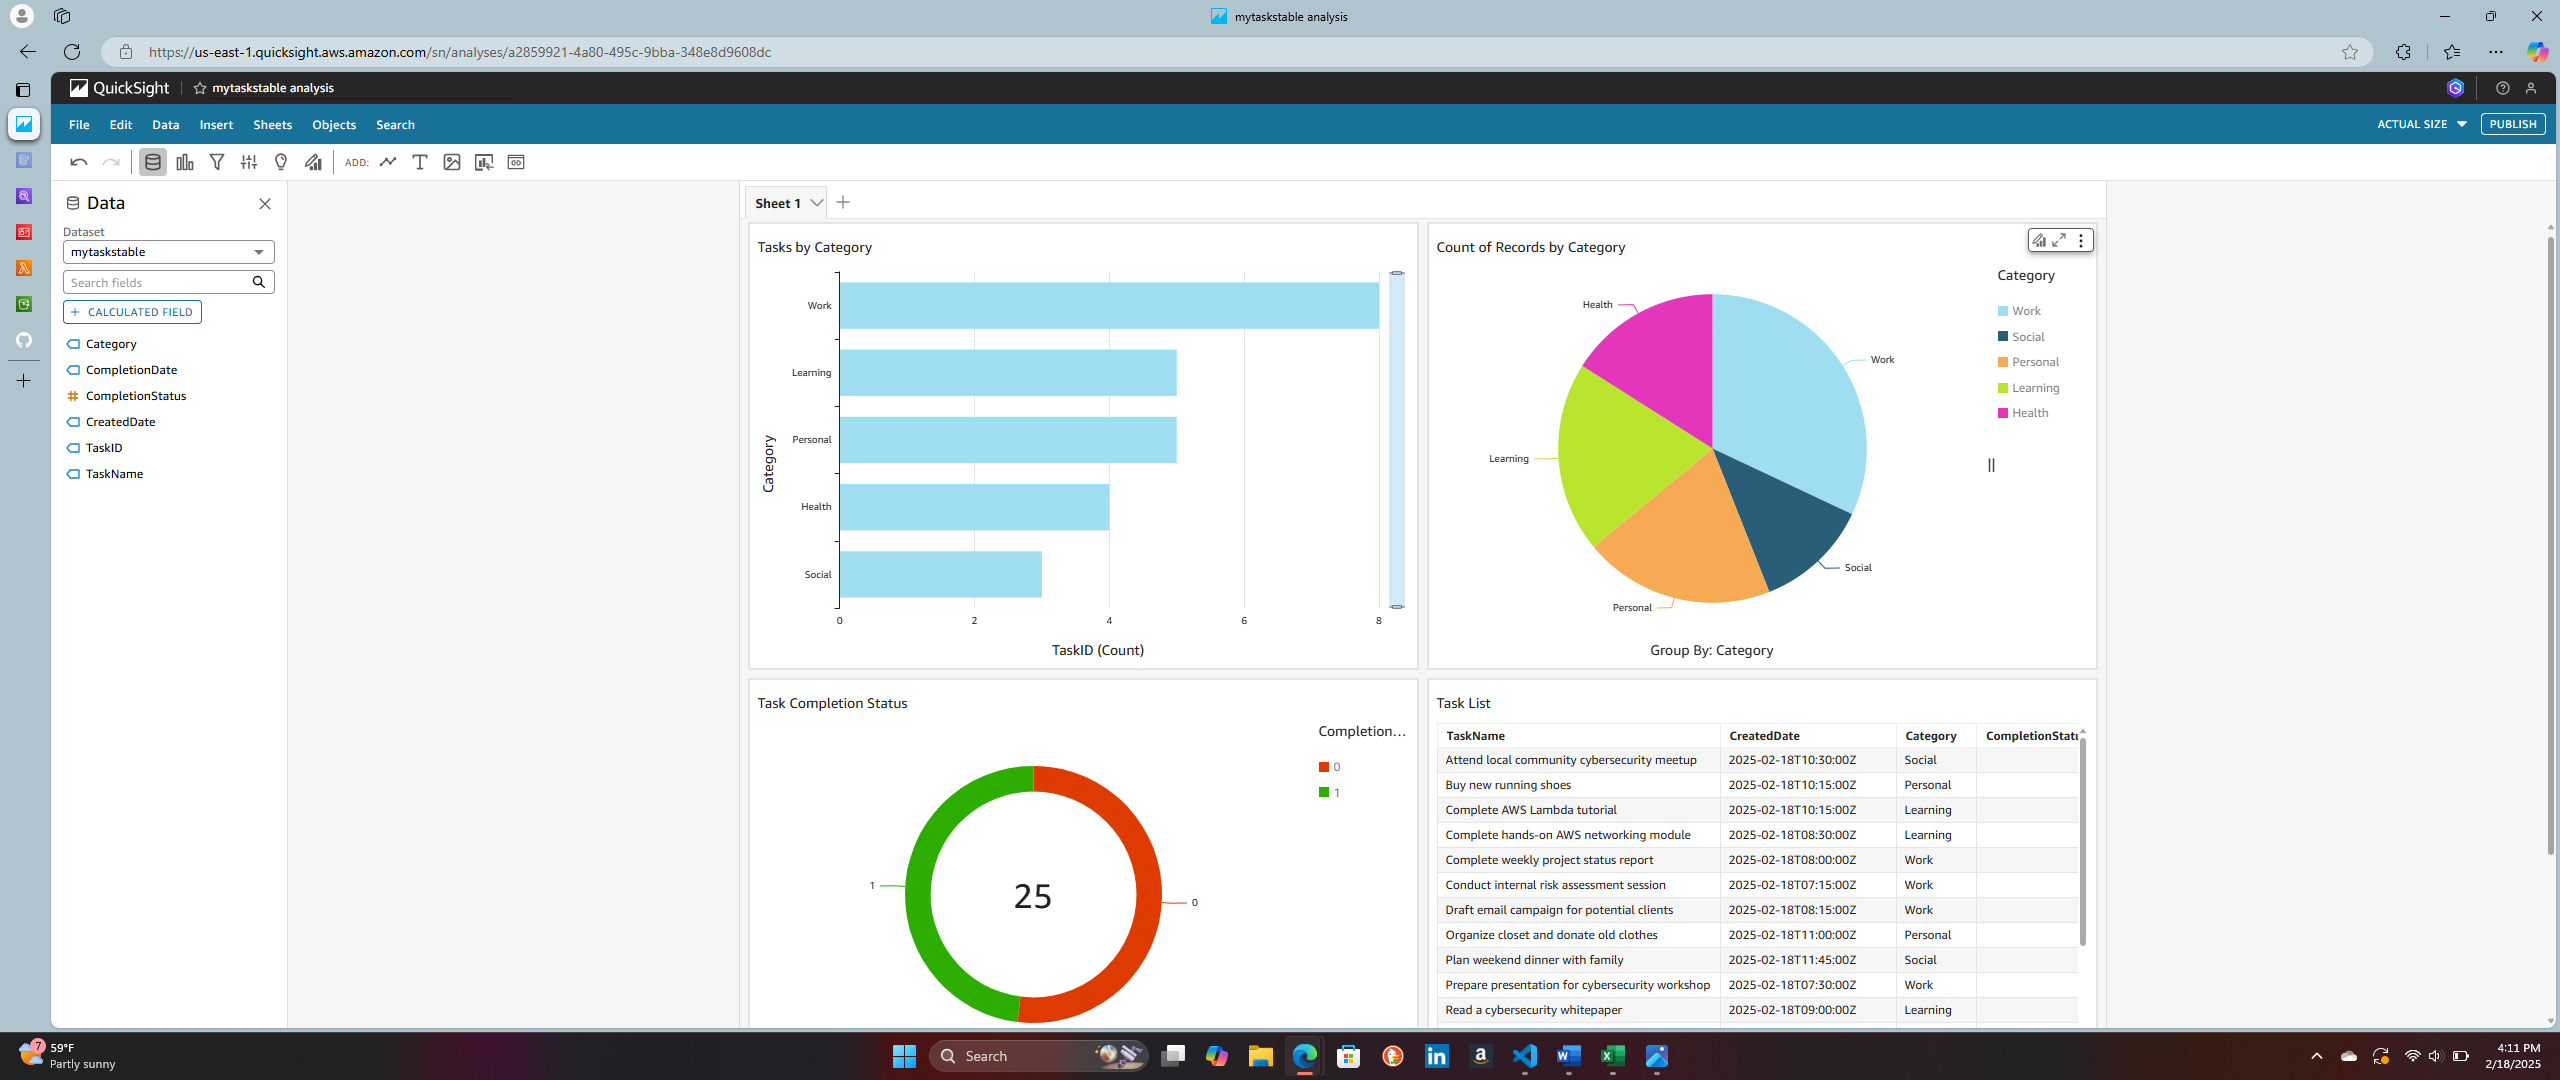 mytaskstable analysis
https://us-east-1.quicksight.aws.amazon.com/sn/analyses/a2859921-4a80-495c-9bba-348e8d9608dc
QuickSight
mytaskstable analysis
File Edit Data Insert Sheets Objects Search
ACTUAL SIZE
PUBLISH
ADD:
Data
Dataset
mytaskstable
Search fields
+ CALCULATED FIELD
Category
CompletionDate
CompletionStatus
CreatedDate
TaskID
TaskName
Sheet 1
Tasks by Category
Category
Work
Learning
Personal
Health
Social
0 2 4 6 8
TaskID (Count)
Count of Records by Category
Health
Work
Learning
Social
Personal
Group By: Category
Category
Work
Social
Personal
Learning
Health
Task Completion Status
Completion...
0
1
1
25
0
Task List
TaskName CreatedDate Category CompletionStatu
Attend local community cybersecurity meetup 2025-02-18T10:30:00Z Social
Buy new running shoes 2025-02-18T10:15:00Z Personal
Complete AWS Lambda tutorial 2025-02-18T10:15:00Z Learning
Complete hands-on AWS networking module 2025-02-18T08:30:00Z Learning
Complete weekly project status report 2025-02-18T08:00:00Z Work
Conduct internal risk assessment session 2025-02-18T07:15:00Z Work
Draft email campaign for potential clients 2025-02-18T08:15:00Z Work
Organize closet and donate old clothes 2025-02-18T11:00:00Z Personal
Plan weekend dinner with family 2025-02-18T11:45:00Z Social
Prepare presentation for cybersecurity workshop 2025-02-18T07:30:00Z Work
Read a cybersecurity whitepaper 2025-02-18T09:00:00Z Learning
7
59°F
Partly sunny
Search
4:11 PM
2/18/2025